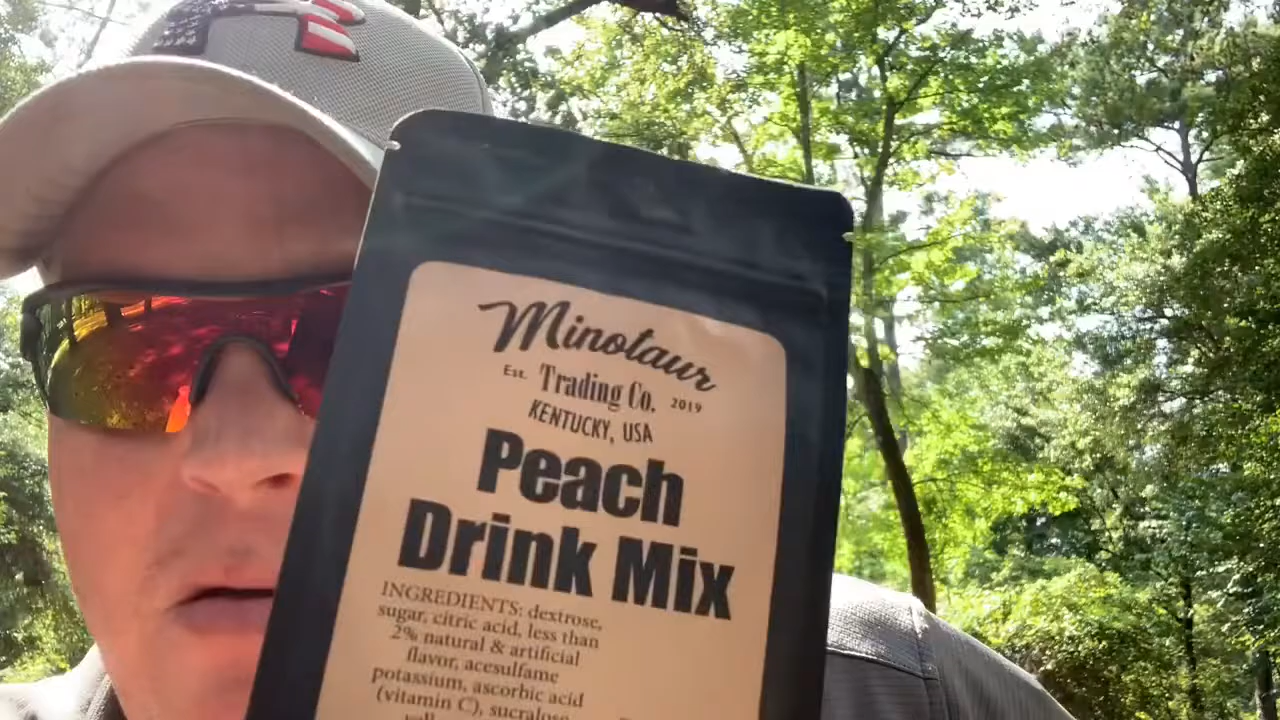 Minotaur
Est. Trading Co. 2019
KENTUCKY, USA
Peach
Drink Mix
INGREDIENTS: dextrose,
sugar, citric acid, less than
2% natural & artificial
flavor, acesulfame
potassium, ascorbic acid
(vitamin C), sucralose